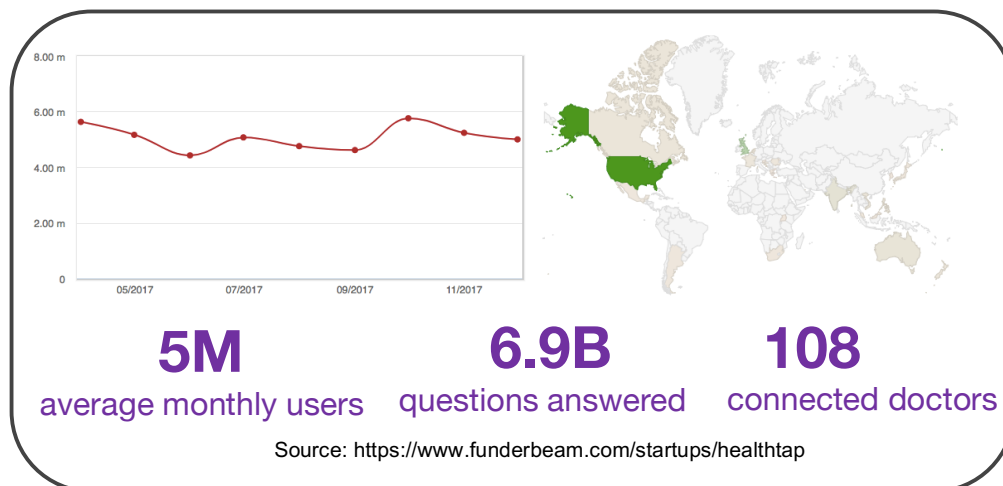 8.00 m
6.00 m
4.00 m
2.00 m
0
05/2017 07/2017 09/2017 11/2017
5M 6.9B 108
average monthly users questions answered connected doctors
Source: https://www.funderbeam.com/startups/healthtap